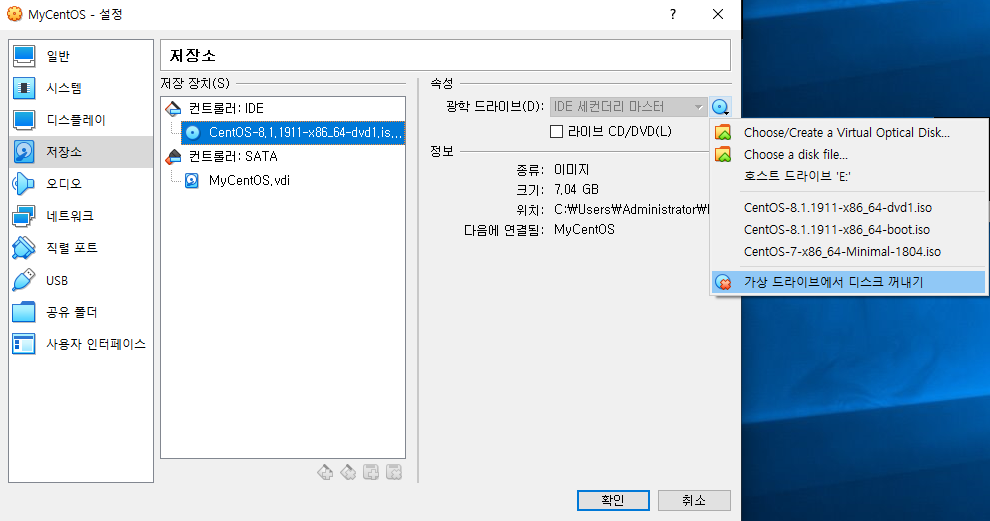 MyCentOS - 설정
?
일반
시스템
디스플레이
저장소
오디오
네트워크
직렬 포트
USB
공유 폴더
사용자 인터페이스
저장소
저장 장치(S)
컨트롤러: IDE
CentOS-8,1,1911-x86_64-dvd1,is...
컨트롤러: SATA
MyCentOS,vdi
속성
광학 드라이브(D): IDE 세컨더리 마스터
라이브 CD/DVD(L)
정보
종류: 이미지
크기: 7,04 GB
위치: C:₩Users₩Administrator₩
다음에 연결됨: MyCentOS
Choose/Create a Virtual Optical Disk...
Choose a disk file...
호스트 드라이브 'E:'
CentOS-8.1.1911-x86_64-dvd1.iso
CentOS-8.1.1911-x86_64-boot.iso
CentOS-7-x86_64-Minimal-1804.iso
가상 드라이브에서 디스크 꺼내기
확인
취소